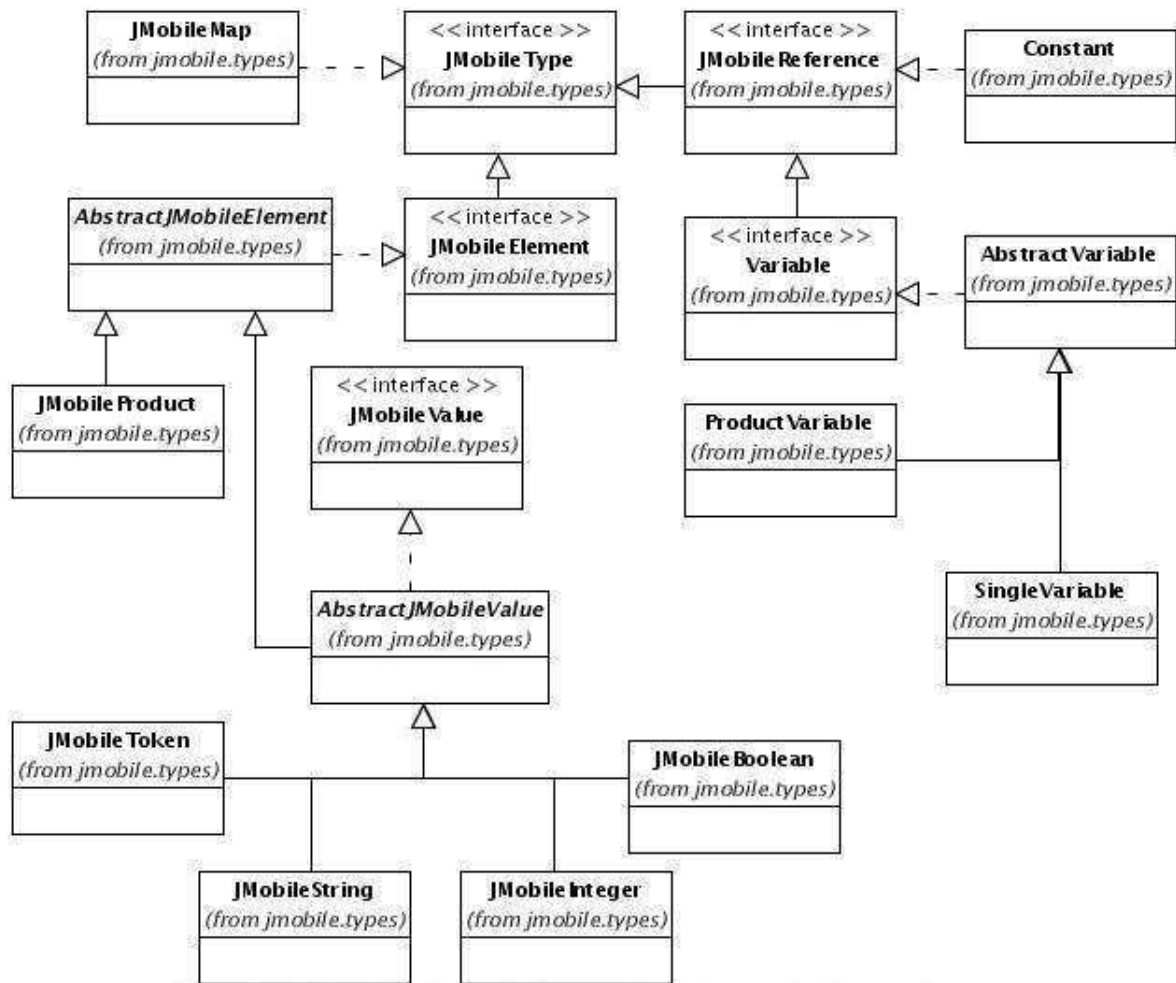 JMobileMap
(from jmobile.types)
<< interface >>
JMobileType
(from jmobile.types)
<< interface >>
JMobileReference
(from jmobile.types)
Constant
(from jmobile.types)
AbstractJMobileElement
(from jmobile.types)
<< interface >>
JMobileElement
(from jmobile.types)
<< interface >>
Variable
(from jmobile.types)
AbstractVariable
(from jmobile.types)
JMobileProduct
(from jmobile.types)
<< interface >>
JMobileValue
(from jmobile.types)
ProductVariable
(from jmobile.types)
AbstractJMobileValue
(from jmobile.types)
SingleVariable
(from jmobile.types)
JMobileToken
(from jmobile.types)
JMobileBoolean
(from jmobile.types)
JMobileString
(from jmobile.types)
JMobileInteger
(from jmobile.types)